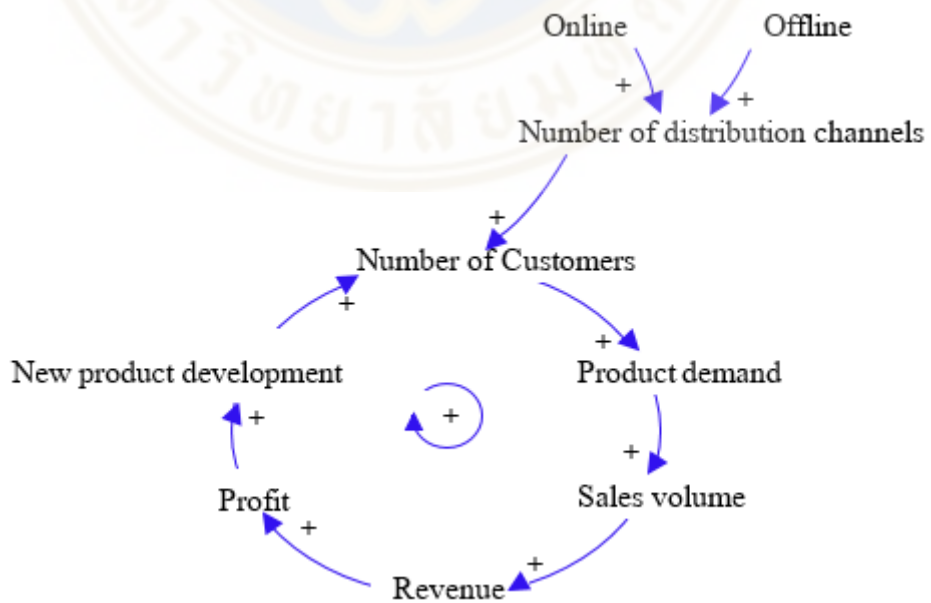 Online
Offline
+
+
Number of distribution channels
+
Number of Customers
+
+
New product development
Product demand
+
+
+
Profit
Sales volume
+
+
Revenue